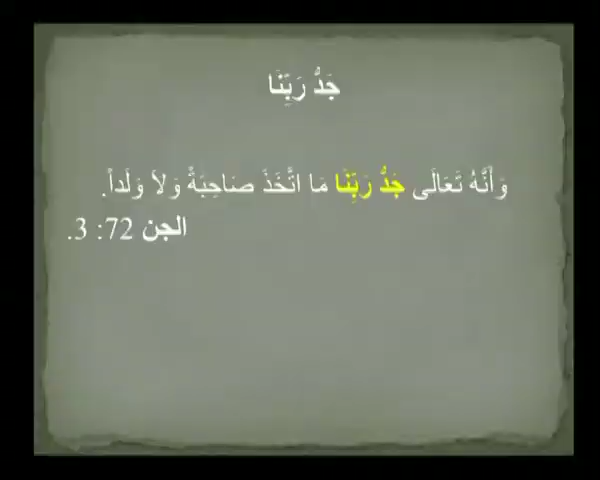 جَدُّ رَبِّنَا
وَأَنَّهُ تَعَالَى جَدُّ رَبِّنَا مَا اتَّخَذَ صَاحِبَةً وَلاَ وَلَداً.
الجن 72: 3.